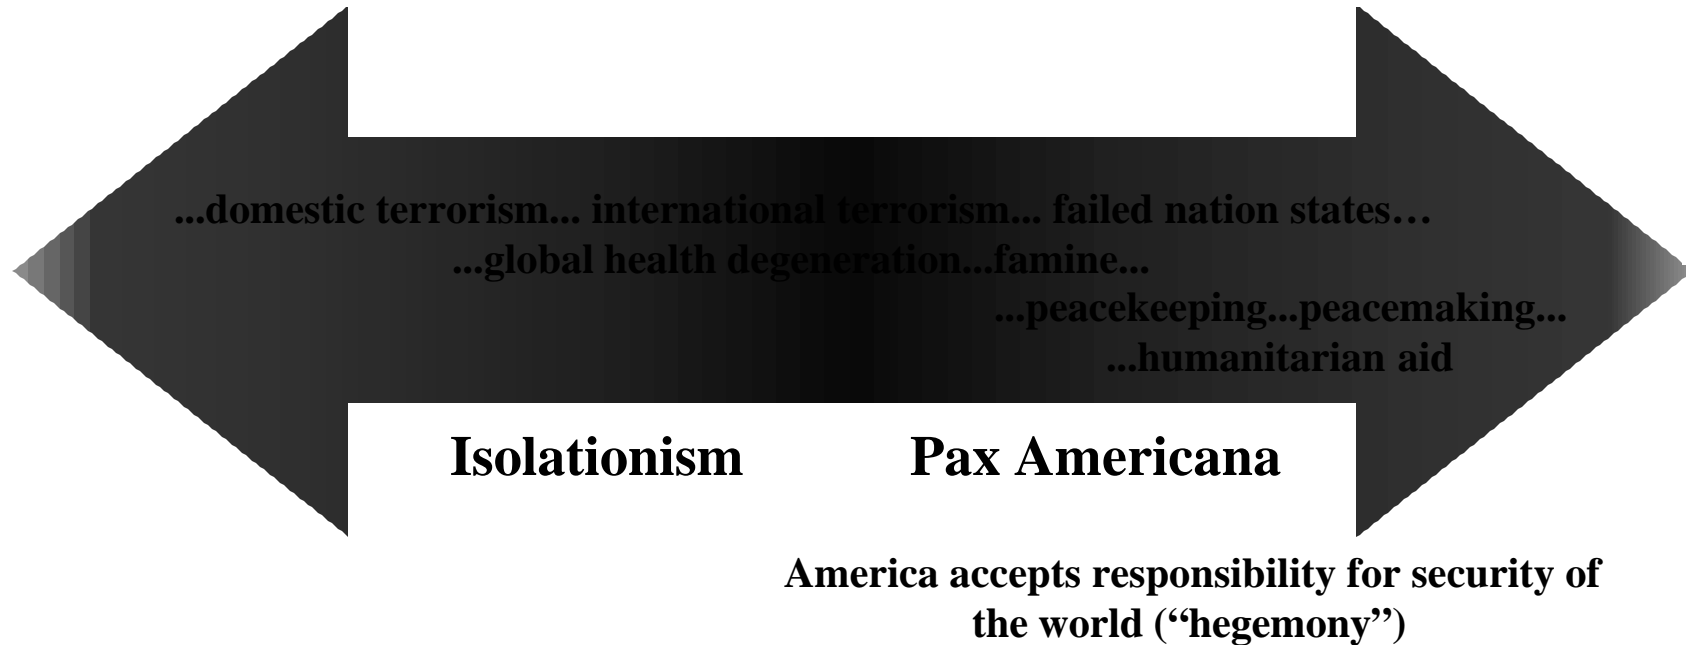 ...domestic terrorism... international terrorism... failed nation states…
...global health degeneration...famine...
...peacekeeping...peacemaking...
...humanitarian aid
Isolationism Pax Americana
America accepts responsibility for security of
the world (“hegemony”)